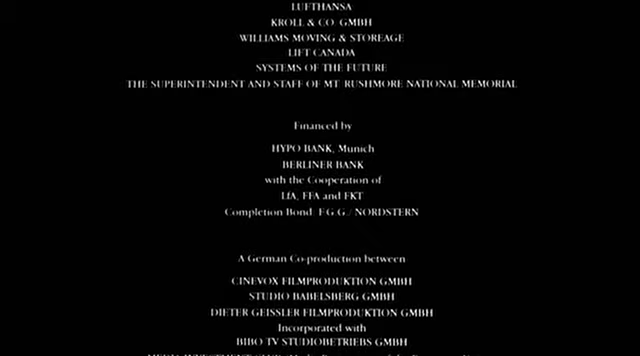 LUFTHANSA
KROLL & CO. GMBH
WILLIAMS MOVING & STOREAGE
LIFT CANADA
SYSTEMS OF THE FUTURE
THE SUPERINTENDENT AND STAFF OF MT. RUSHMORE NATIONAL MEMORIAL
Financed by
HYPO BANK, Munich
BERLINER BANK
with the Cooperation of
LfA, FFA and FKT
Completion Bond: F.G.G./ NORDSTERN
A German Co-production between
CINEVOX FILMPRODUKTION GMBH
STUDIO BABELSBERG GMBH
DIETER GEISSLER FILMPRODUKTION GMBH
Incorporated with
BIBO TV STUDIOBETRIEBS GMBH